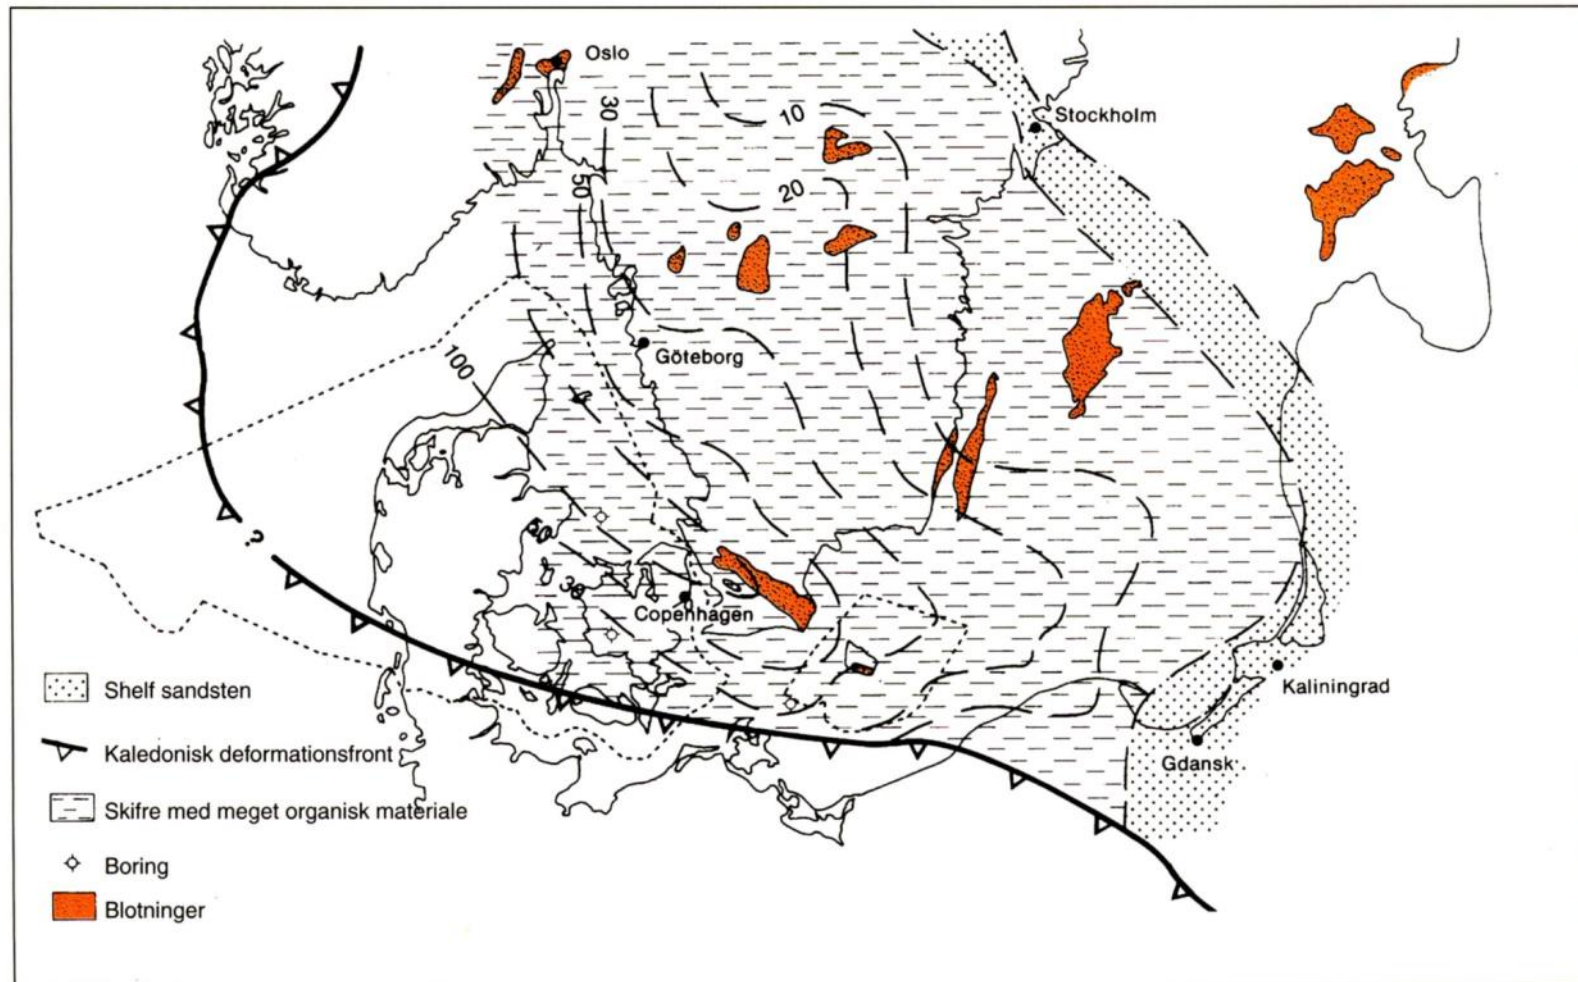 Oslo
30
10
Stockholm
50
20
Göteborg
100
30
Copenhagen
?
Kaliningrad
Gdansk
Shelf sandsten
Kaledonisk deformationsfront
Skifre med meget organisk materiale
Boring
Blotninger